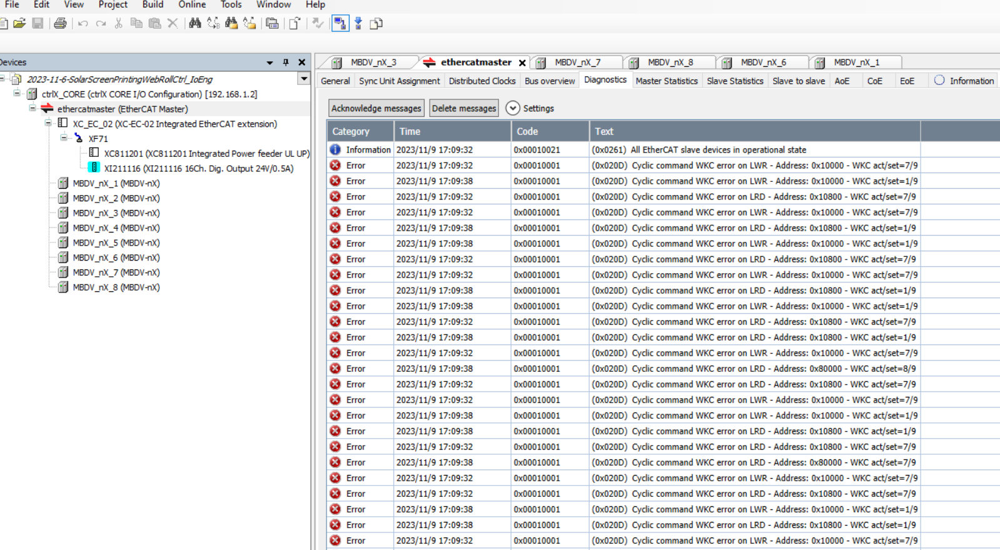 File Edit View Project Build Online Tools Window Help
Devices
2023-11-6-SolarScreenPrintingWebRollCtrl_IoEng
ctrlX_CORE (ctrlX CORE I/O Configuration) [192.168.1.2]
ethercatmaster (EtherCAT Master)
XC_EC_02 (XC-EC-02 Integrated EtherCAT extension)
XF71
XC811201 (XC811201 Integrated Power feeder UL UP)
XI211116 (XI211116 16Ch. Dig. Output 24V/0.5A)
MBDV_nX_1 (MBDV-nX)
MBDV_nX_2 (MBDV-nX)
MBDV_nX_3 (MBDV-nX)
MBDV_nX_4 (MBDV-nX)
MBDV_nX_5 (MBDV-nX)
MBDV_nX_6 (MBDV-nX)
MBDV_nX_7 (MBDV-nX)
MBDV_nX_8 (MBDV-nX)
MBDV_nX_3 ethercatmaster MBDV_nX_7 MBDV_nX_8 MBDV_nX_6 MBDV_nX_1
General Sync Unit Assignment Distributed Clocks Bus overview Diagnostics Master Statistics Slave Statistics Slave to slave AoE CoE EoE Information
Acknowledge messages Delete messages Settings
Category Time Code Text
Information 2023/11/9 17:09:32 0x00010021 (0x0261) All EtherCAT slave devices in operational state
Error 2023/11/9 17:09:32 0x00010001 (0x020D) Cyclic command WKC error on LWR - Address: 0x10000 - WKC act/set=7/9
Error 2023/11/9 17:09:38 0x00010001 (0x020D) Cyclic command WKC error on LWR - Address: 0x10000 - WKC act/set=1/9
Error 2023/11/9 17:09:32 0x00010001 (0x020D) Cyclic command WKC error on LRD - Address: 0x10800 - WKC act/set=7/9
Error 2023/11/9 17:09:32 0x00010001 (0x020D) Cyclic command WKC error on LWR - Address: 0x10000 - WKC act/set=7/9
Error 2023/11/9 17:09:38 0x00010001 (0x020D) Cyclic command WKC error on LRD - Address: 0x10800 - WKC act/set=1/9
Error 2023/11/9 17:09:38 0x00010001 (0x020D) Cyclic command WKC error on LWR - Address: 0x10000 - WKC act/set=1/9
Error 2023/11/9 17:09:32 0x00010001 (0x020D) Cyclic command WKC error on LRD - Address: 0x10800 - WKC act/set=7/9
Error 2023/11/9 17:09:32 0x00010001 (0x020D) Cyclic command WKC error on LWR - Address: 0x10000 - WKC act/set=7/9
Error 2023/11/9 17:09:38 0x00010001 (0x020D) Cyclic command WKC error on LRD - Address: 0x10800 - WKC act/set=1/9
Error 2023/11/9 17:09:38 0x00010001 (0x020D) Cyclic command WKC error on LWR - Address: 0x10000 - WKC act/set=1/9
Error 2023/11/9 17:09:32 0x00010001 (0x020D) Cyclic command WKC error on LRD - Address: 0x10800 - WKC act/set=7/9
Error 2023/11/9 17:09:38 0x00010001 (0x020D) Cyclic command WKC error on LRD - Address: 0x10800 - WKC act/set=1/9
Error 2023/11/9 17:09:32 0x00010001 (0x020D) Cyclic command WKC error on LWR - Address: 0x10000 - WKC act/set=7/9
Error 2023/11/9 17:09:38 0x00010001 (0x020D) Cyclic command WKC error on LRD - Address: 0x80000 - WKC act/set=8/9
Error 2023/11/9 17:09:32 0x00010001 (0x020D) Cyclic command WKC error on LRD - Address: 0x10800 - WKC act/set=7/9
Error 2023/11/9 17:09:32 0x00010001 (0x020D) Cyclic command WKC error on LWR - Address: 0x10000 - WKC act/set=7/9
Error 2023/11/9 17:09:38 0x00010001 (0x020D) Cyclic command WKC error on LWR - Address: 0x10000 - WKC act/set=1/9
Error 2023/11/9 17:09:38 0x00010001 (0x020D) Cyclic command WKC error on LRD - Address: 0x10800 - WKC act/set=1/9
Error 2023/11/9 17:09:32 0x00010001 (0x020D) Cyclic command WKC error on LRD - Address: 0x10800 - WKC act/set=7/9
Error 2023/11/9 17:09:38 0x00010001 (0x020D) Cyclic command WKC error on LRD - Address: 0x80000 - WKC act/set=7/9
Error 2023/11/9 17:09:32 0x00010001 (0x020D) Cyclic command WKC error on LWR - Address: 0x10000 - WKC act/set=7/9
Error 2023/11/9 17:09:32 0x00010001 (0x020D) Cyclic command WKC error on LRD - Address: 0x10800 - WKC act/set=7/9
Error 2023/11/9 17:09:38 0x00010001 (0x020D) Cyclic command WKC error on LWR - Address: 0x10000 - WKC act/set=1/9
Error 2023/11/9 17:09:38 0x00010001 (0x020D) Cyclic command WKC error on LRD - Address: 0x10800 - WKC act/set=1/9
Error 2023/11/9 17:09:32 0x00010001 (0x020D) Cyclic command WKC error on LWR - Address: 0x10000 - WKC act/set=7/9